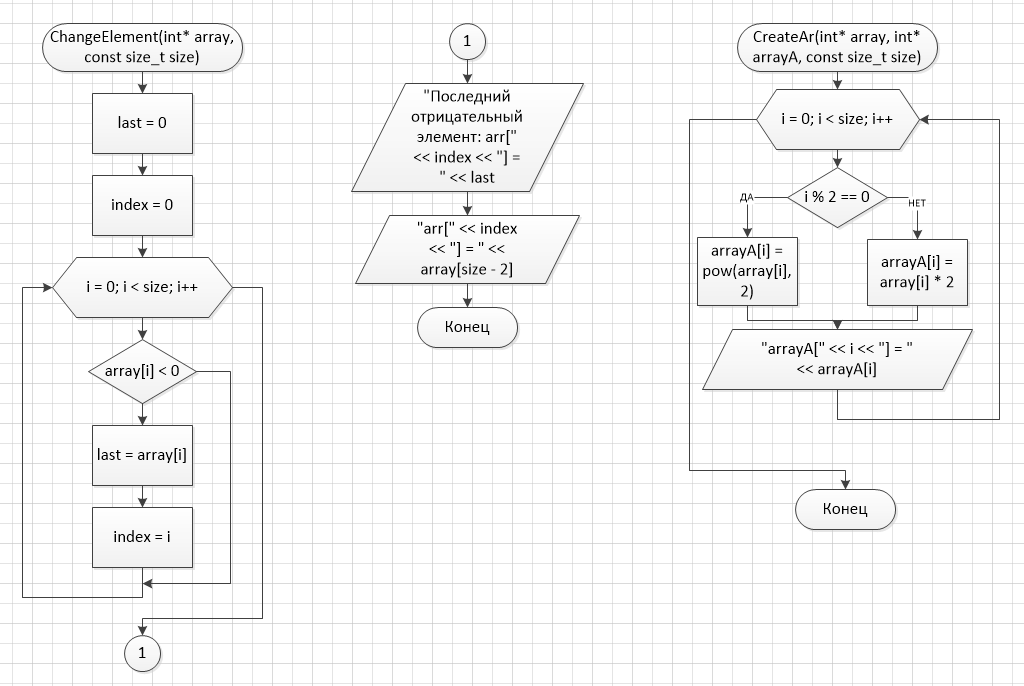 ChangeElement(int* array,
const size_t size)
last = 0
index = 0
i = 0; i < size; i++
array[i] < 0
last = array[i]
index = i
1
1
"Последний
отрицательный
элемент: arr["
<< index << "] =
" << last
"arr[" << index
<< "] = " <<
array[size - 2]
Конец
CreateAr(int* array, int*
arrayA, const size_t size)
i = 0; i < size; i++
i % 2 == 0
ДА
НЕТ
arrayA[i] =
pow(array[i],
2)
arrayA[i] =
array[i] * 2
"arrayA[" << i << "] = "
<< arrayA[i]
Конец